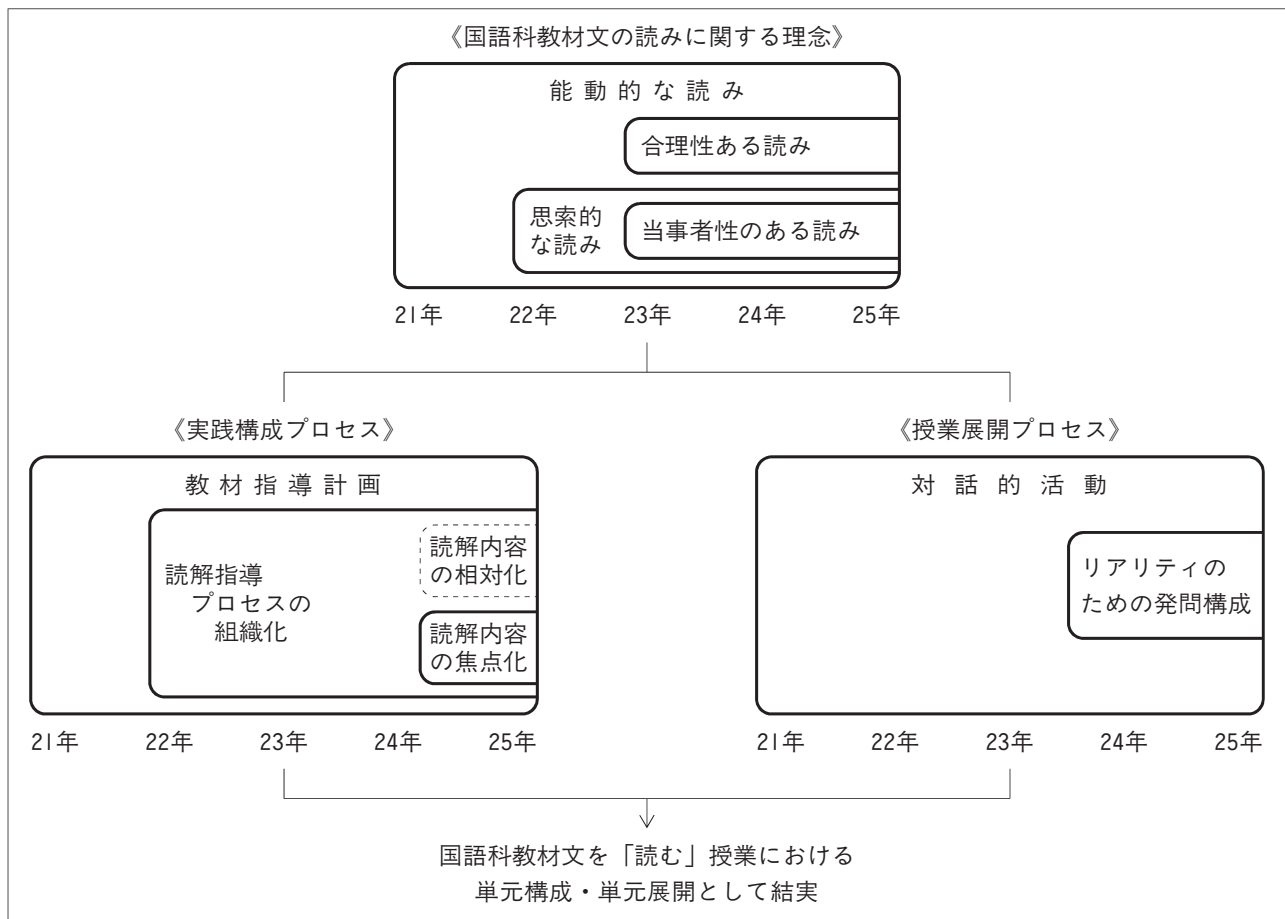 《国語科教材文の読みに関する理念》
能動的な読み
合理性ある読み
思索的
な読み
当事者性のある読み
21年 22年 23年 24年 25年
《実践構成プロセス》
教材指導計画
読解内容
の相対化
読解指導
プロセスの
組織化
読解内容
の焦点化
21年 22年 23年 24年 25年
《授業展開プロセス》
対話的活動
リアリティの
ための発問構成
21年 22年 23年 24年 25年
国語科教材文を「読む」授業における
単元構成・単元展開として結実